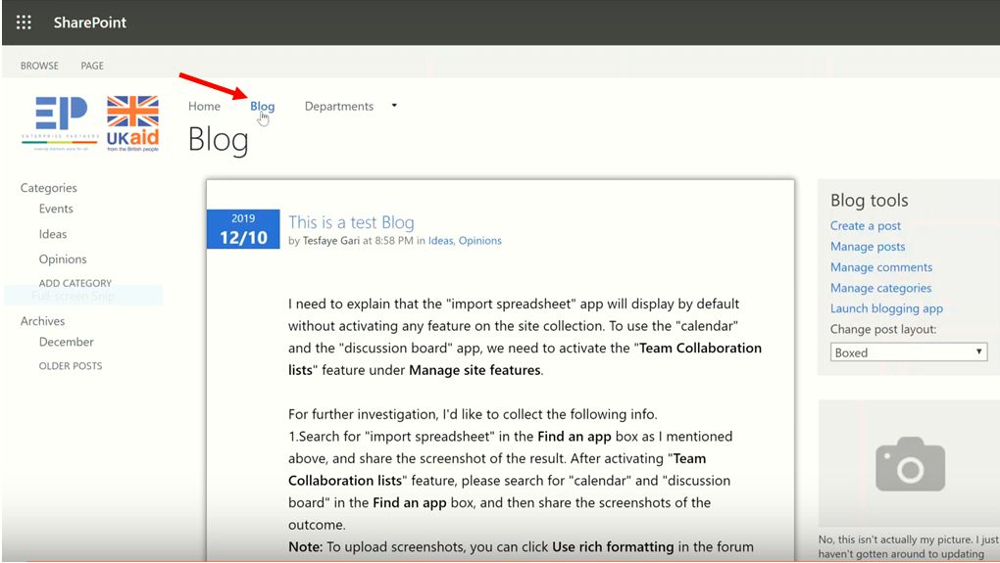 SharePoint
BROWSE PAGE
EP
ENTERPRISE PARTNERS
UKaid
from the British people
Home Blog Departments
Blog
Categories
Events
Ideas
Opinions
ADD CATEGORY
Full-screen Snip
Archives
December
OLDER POSTS
2019
12/10
This is a test Blog
by Tesfaye Gari at 8:58 PM in Ideas, Opinions
I need to explain that the "import spreadsheet" app will display by default
without activating any feature on the site collection. To use the "calendar"
and the "discussion board" app, we need to activate the "Team Collaboration
lists" feature under Manage site features.
For further investigation, I'd like to collect the following info.
1.Search for "import spreadsheet" in the Find an app box as I mentioned
above, and share the screenshot of the result. After activating "Team
Collaboration lists" feature, please search for "calendar" and "discussion
board" in the Find an app box, and then share the screenshots of the
outcome.
Note: To upload screenshots, you can click Use rich formatting in the forum
Blog tools
Create a post
Manage posts
Manage comments
Manage categories
Launch blogging app
Change post layout:
Boxed
No, this isn't actually my picture. I just
haven't gotten around to updating